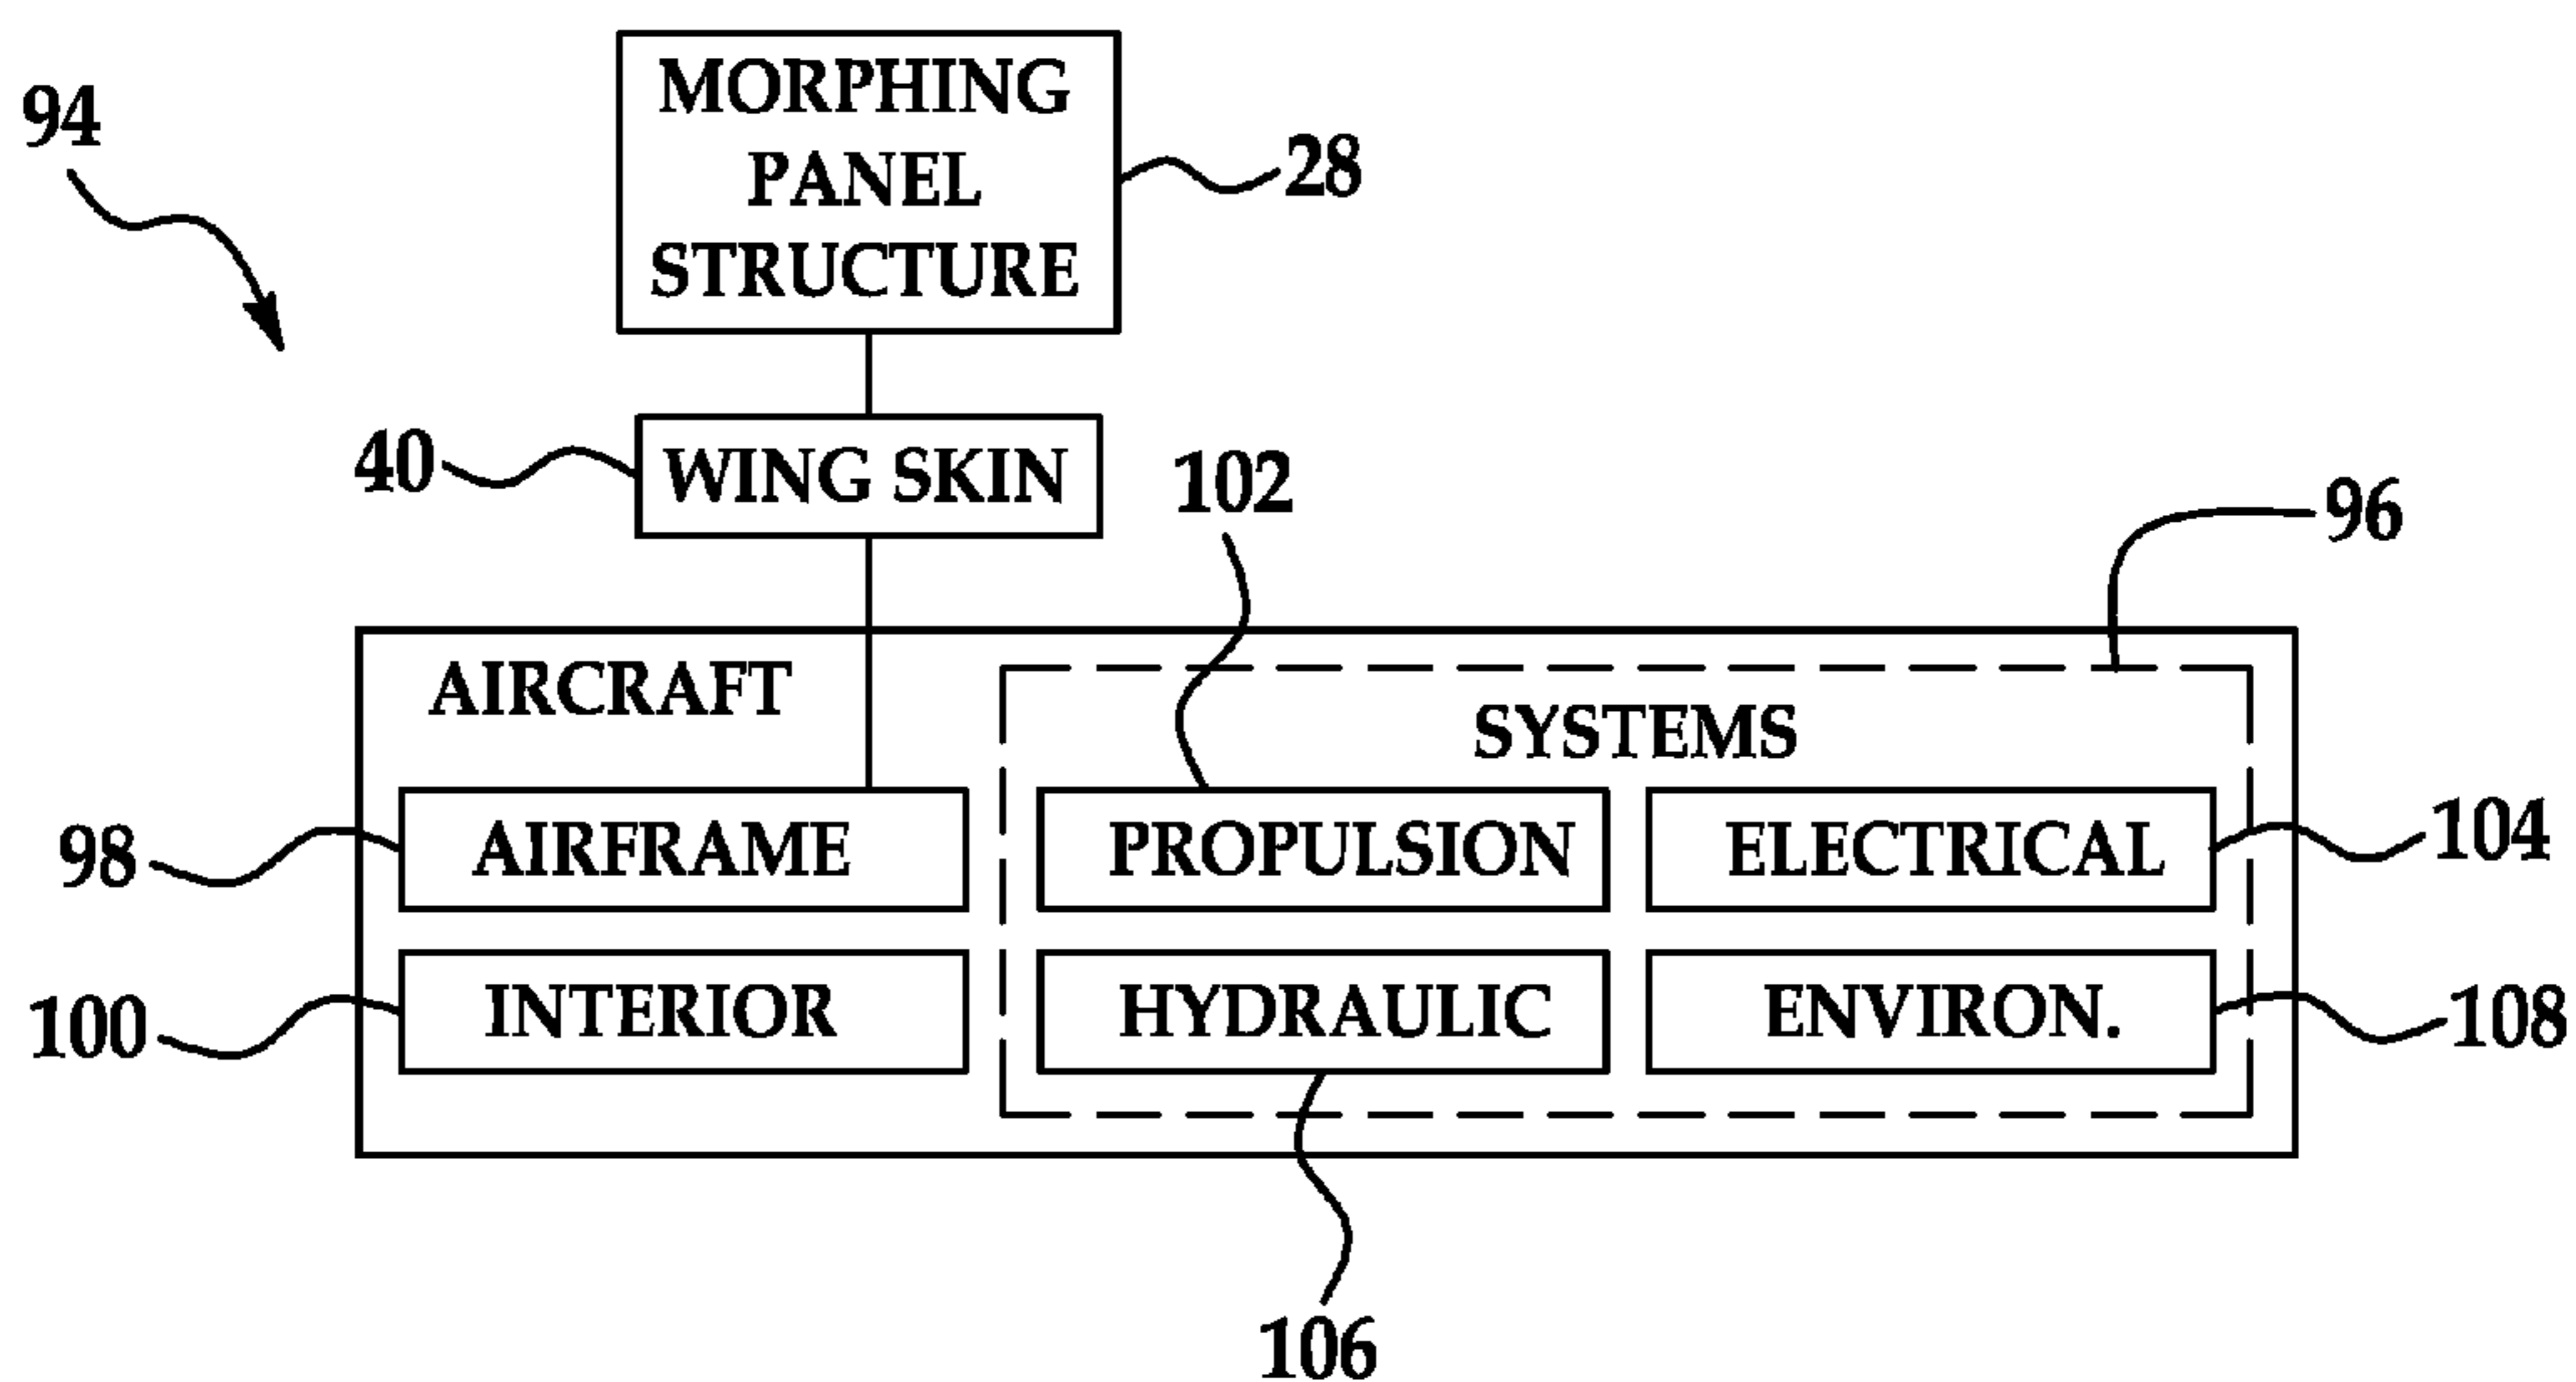 94
MORPHING
PANEL
STRUCTURE
28
40
WING SKIN
102
96
AIRCRAFT
SYSTEMS
98
AIRFRAME
PROPULSION
ELECTRICAL
104
100
INTERIOR
HYDRAULIC
ENVIRON.
108
106